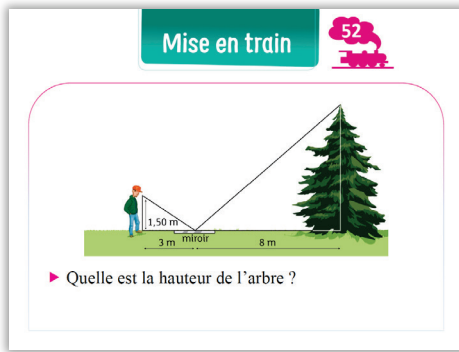 Mise en train
52
1,50 m
3 m
miroir
8 m
▶ Quelle est la hauteur de l'arbre ?